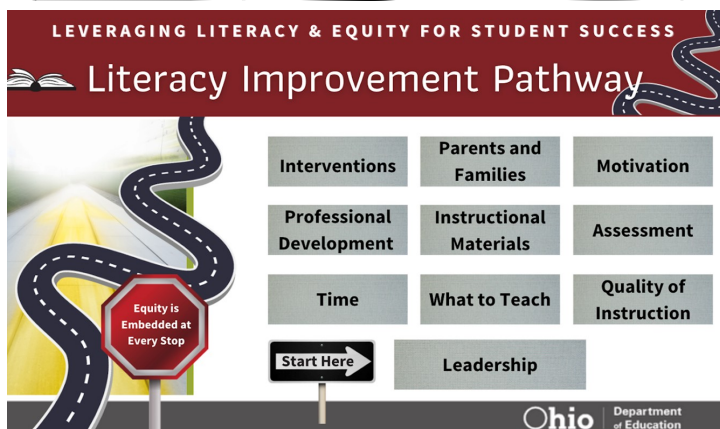 LEVERAGING LITERACY & EQUITY FOR STUDENT SUCCESS
Literacy Improvement Pathway
Interventions
Parents and
Families
Motivation
Professional
Development
Instructional
Materials
Assessment
Time
What to Teach
Quality of
Instruction
Equity is
Embedded at
Every Stop
Start Here
Leadership
Ohio
Department
of Education